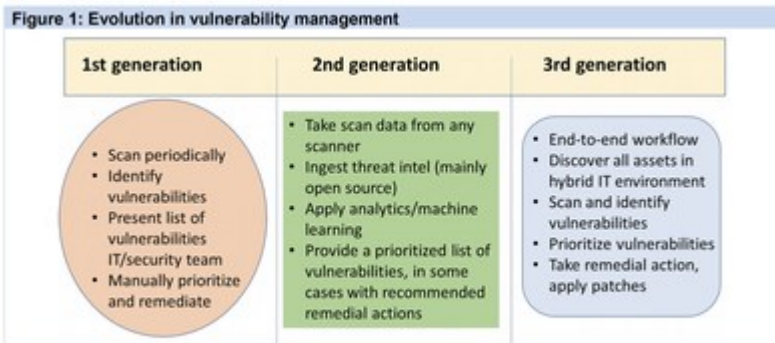 Figure 1: Evolution in vulnerability management
1st generation
2nd generation
3rd generation
• Scan periodically
• Identify
vulnerabilities
• Present list of
vulnerabilities
IT/security team
• Manually prioritize
and remediate
• Take scan data from any
scanner
• Ingest threat intel (mainly
open source)
• Apply analytics/machine
learning
• Provide a prioritized list of
vulnerabilities, in some
cases with recommended
remedial actions
• End-to-end workflow
• Discover all assets in
hybrid IT environment
• Scan and identify
vulnerabilities
• Prioritize vulnerabilities
• Take remedial action,
apply patches